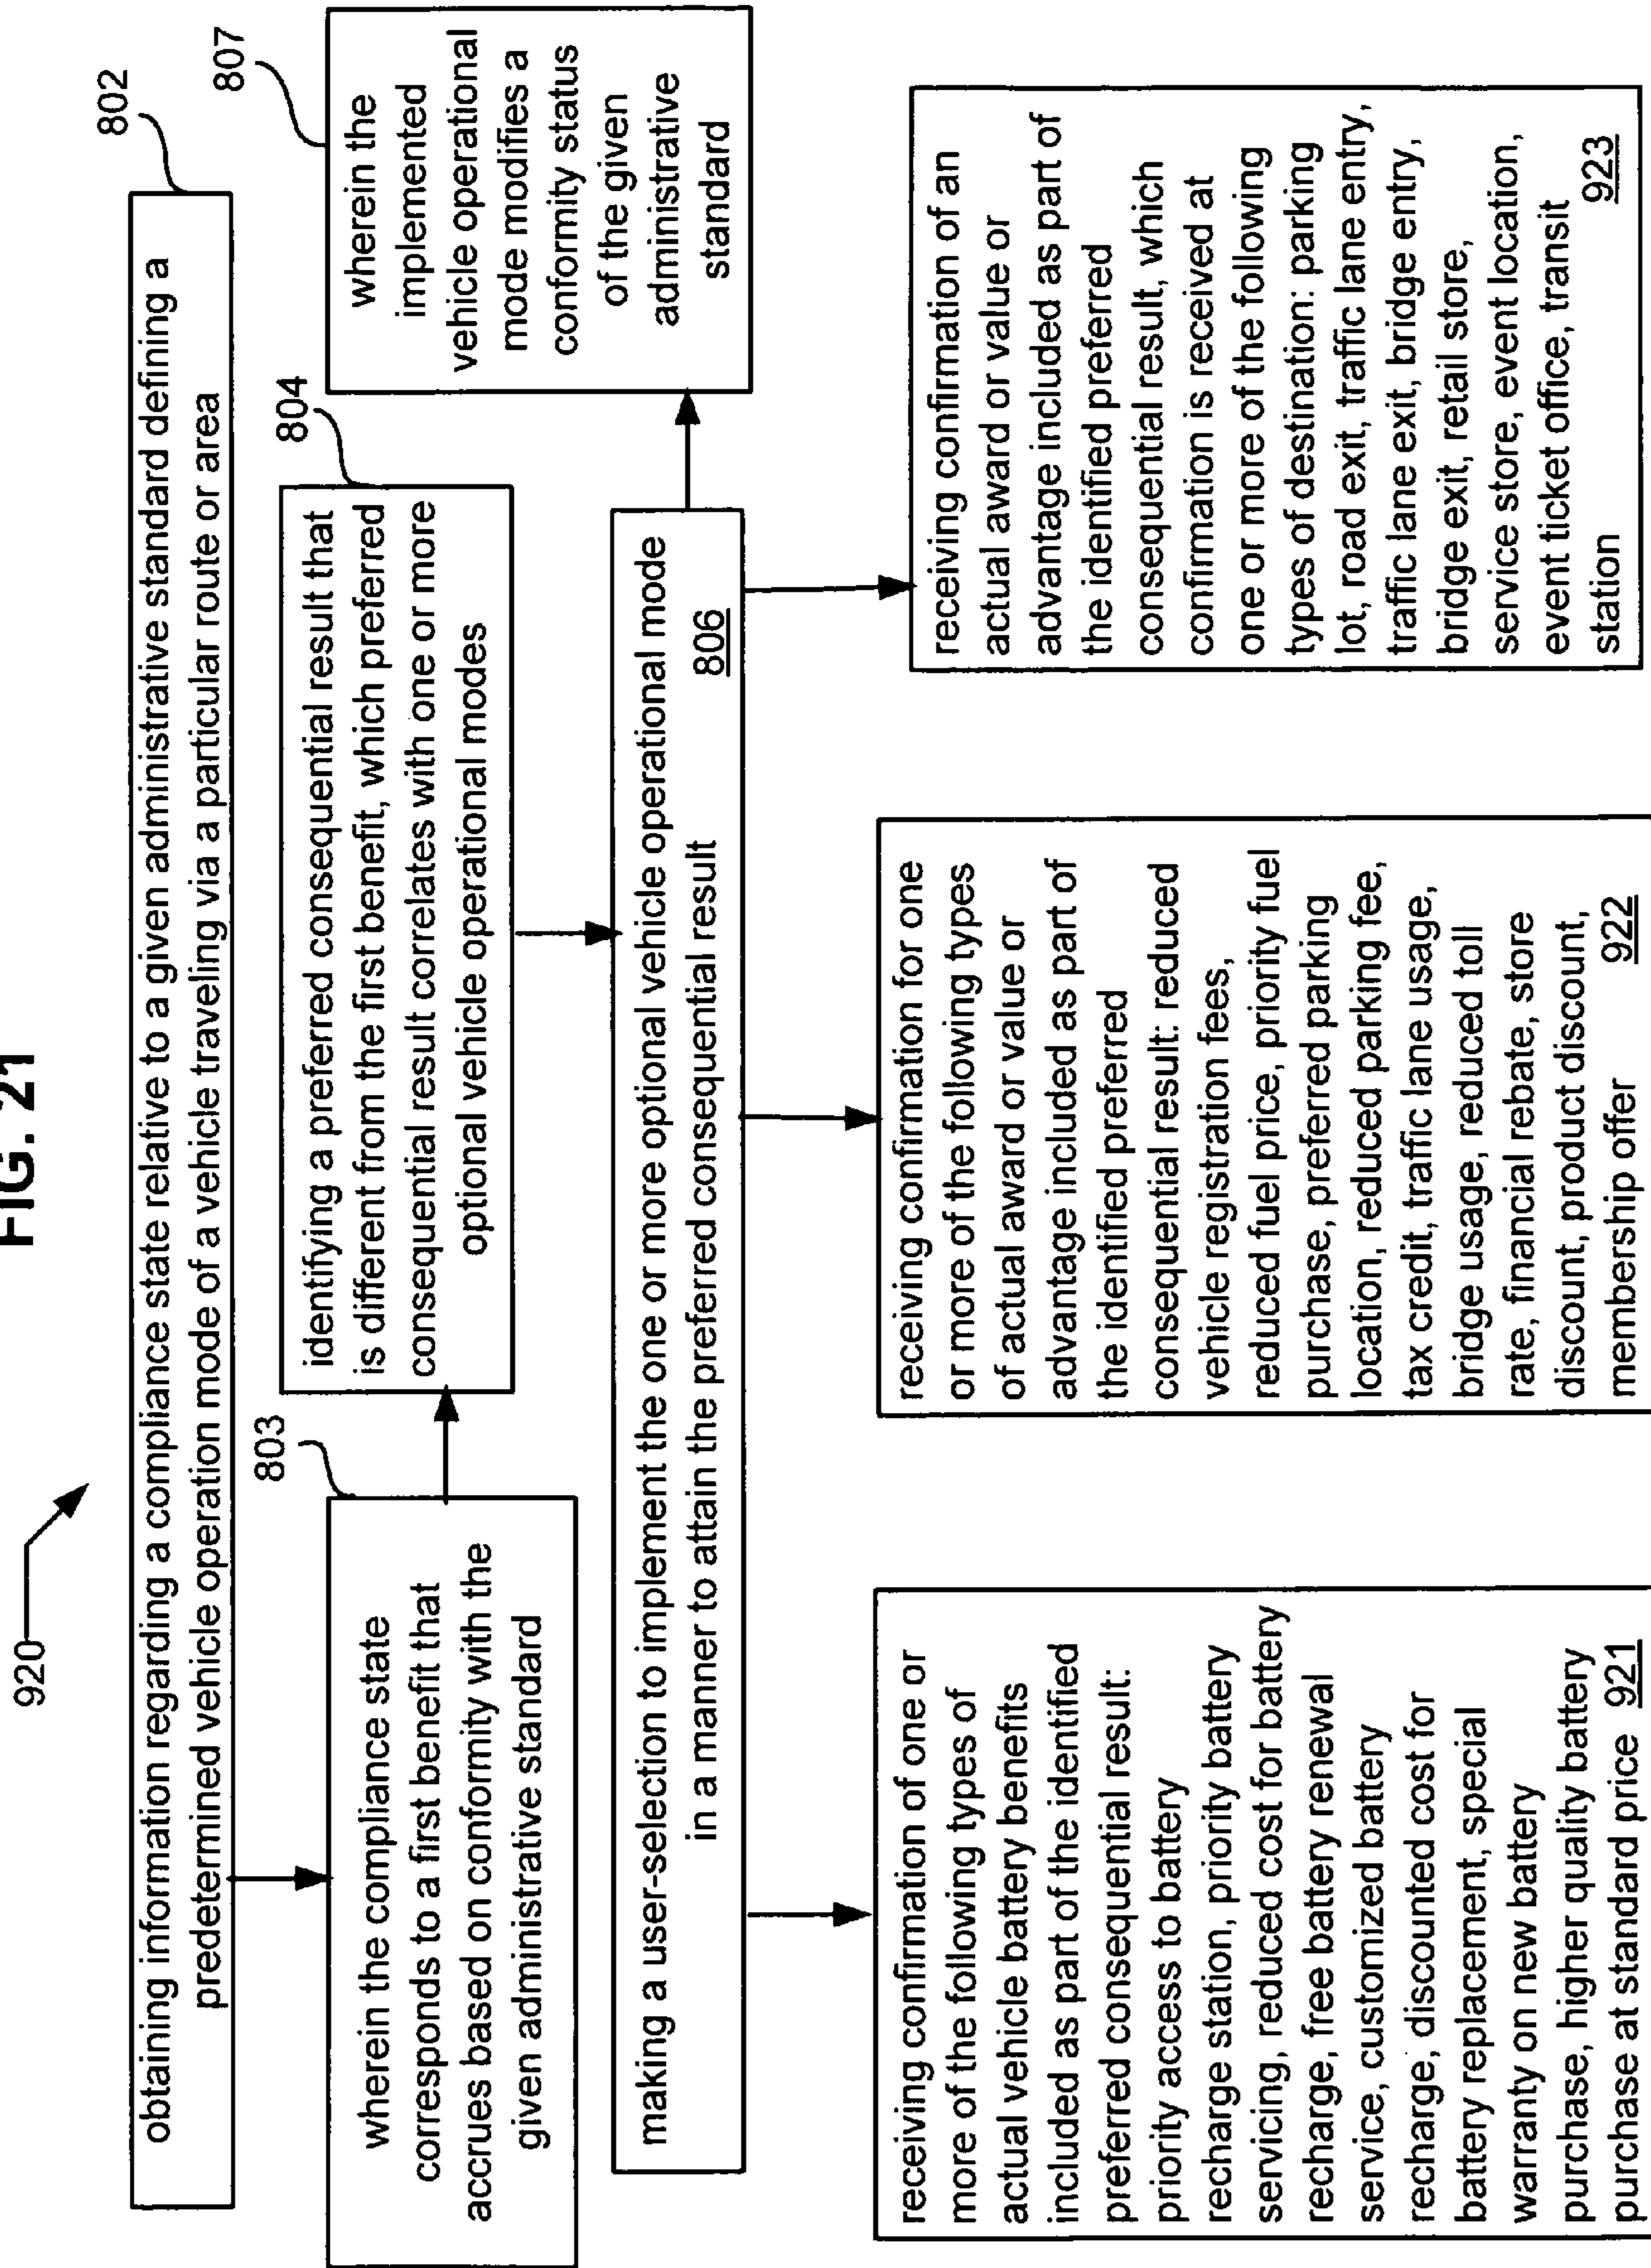 FIG. 21
920
802
obtaining information regarding a compliance state relative to a given administrative standard defining a
predetermined vehicle operation mode of a vehicle traveling via a particular route or area
803
wherein the compliance state
corresponds to a first benefit that
accrues based on conformity with the
given administrative standard
804
identifying a preferred consequential result that
is different from the first benefit, which preferred
consequential result correlates with one or more
optional vehicle operational modes
807
wherein the
implemented
vehicle operational
mode modifies a
conformity status
of the given
administrative
standard
making a user-selection to implement the one or more optional vehicle operational mode
in a manner to attain the preferred consequential result 806
receiving confirmation of one or
more of the following types of
actual vehicle battery benefits
included as part of the identified
preferred consequential result:
priority access to battery
recharge station, priority battery
servicing, reduced cost for battery
recharge, free battery renewal
service, customized battery
recharge, discounted cost for
battery replacement, special
warranty on new battery
purchase, higher quality battery
purchase at standard price 921
receiving confirmation for one
or more of the following types
of actual award or value or
advantage included as part of
the identified preferred
consequential result: reduced
vehicle registration fees,
reduced fuel price, priority fuel
purchase, preferred parking
location, reduced parking fee,
tax credit, traffic lane usage,
bridge usage, reduced toll
rate, financial rebate, store
discount, product discount,
membership offer 922
receiving confirmation of an
actual award or value or
advantage included as part of
the identified preferred
consequential result, which
confirmation is received at
one or more of the following
types of destination: parking
lot, road exit, traffic lane entry,
traffic lane exit, bridge entry,
bridge exit, retail store,
service store, event location,
event ticket office, transit
station 923